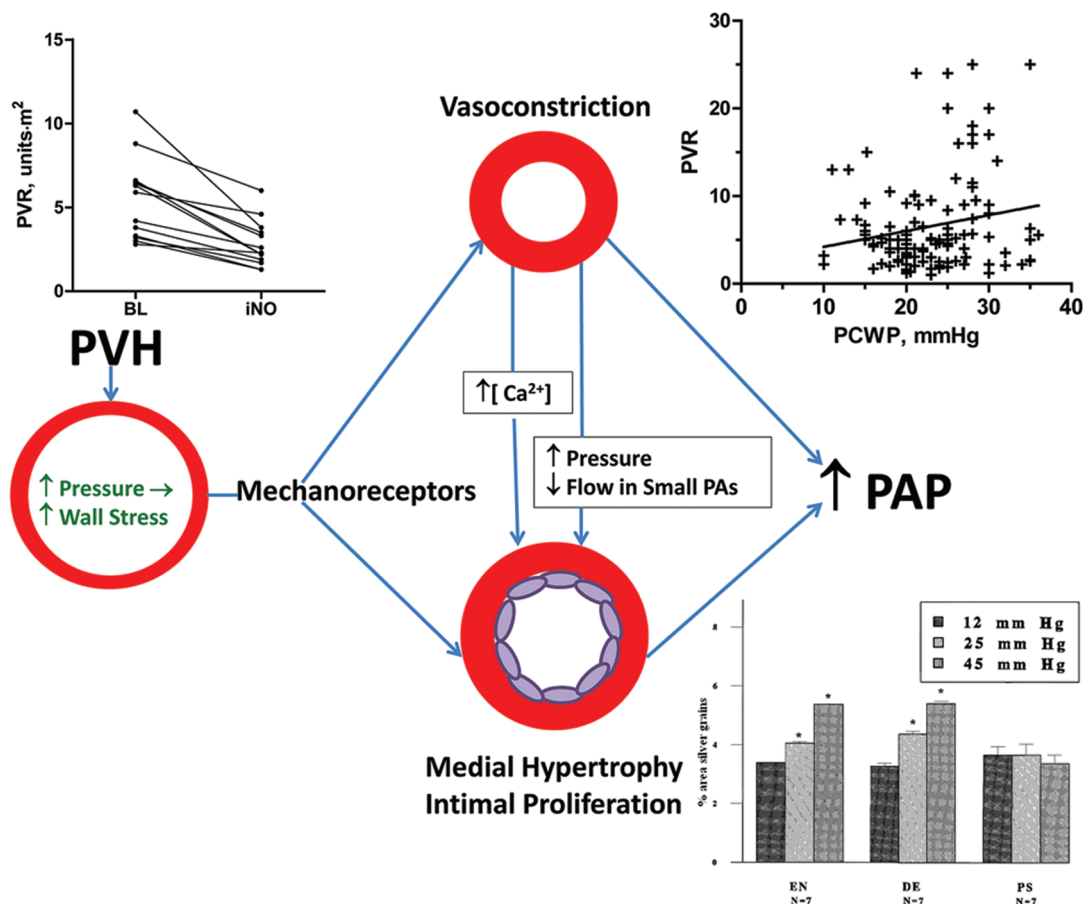 15
10
5
0
PVR, units·m²
BL
iNO
PVH
↑ Pressure →
↑ Wall Stress
Mechanoreceptors
Vasoconstriction
↑[ Ca²⁺]
↑ Pressure
↓ Flow in Small PAs
Medial Hypertrophy
Intimal Proliferation
30
20
10
0
PVR
0
10
20
30
40
PCWP, mmHg
↑ PAP
12 mm Hg
25 mm Hg
45 mm Hg
8
6
4
2
0
% area silver grains
*
*
*
*
EN
DE
PS
N=7
N=7
N=7